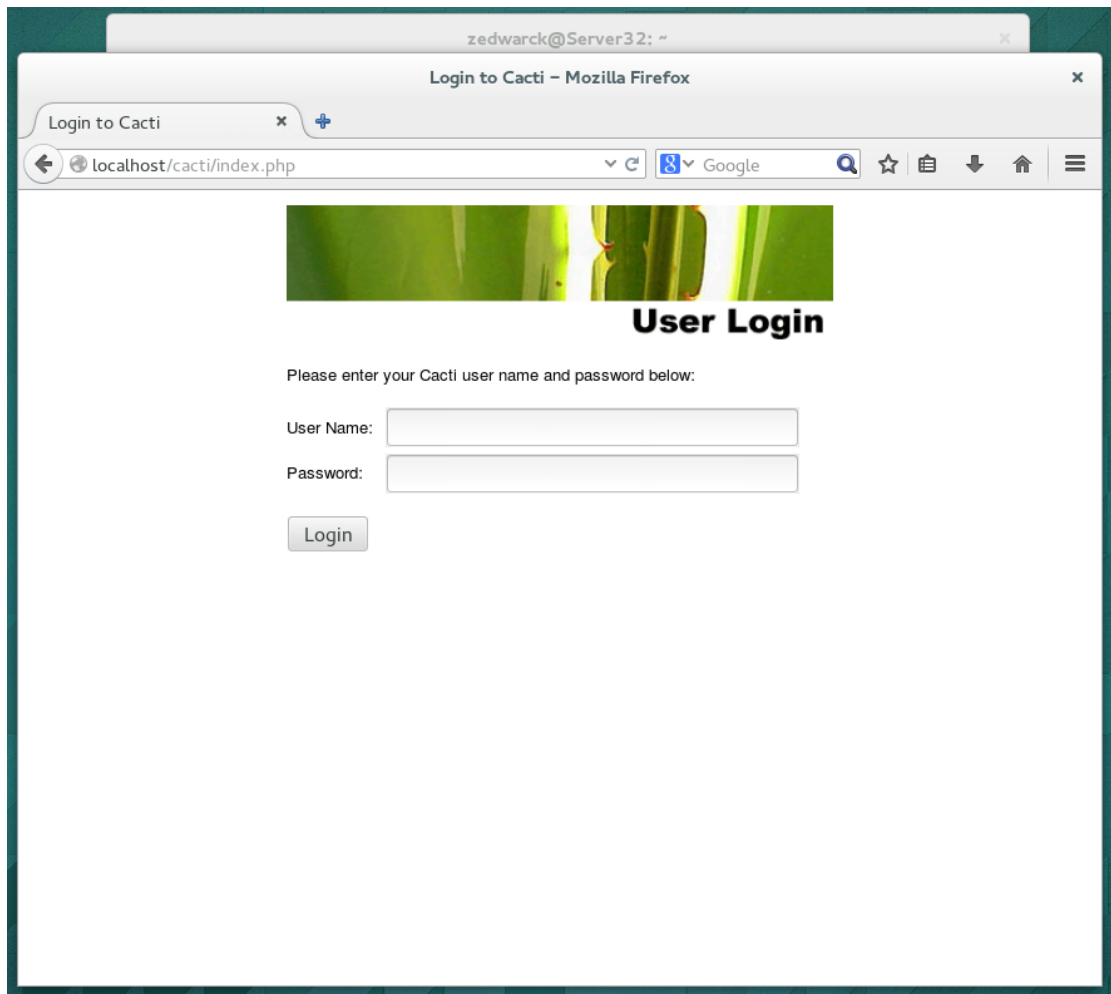 zedwarck@Server32: ~
Login to Cacti – Mozilla Firefox
Login to Cacti
localhost/cacti/index.php
8 Google
User Login
Please enter your Cacti user name and password below:
User Name:
Password:
Login